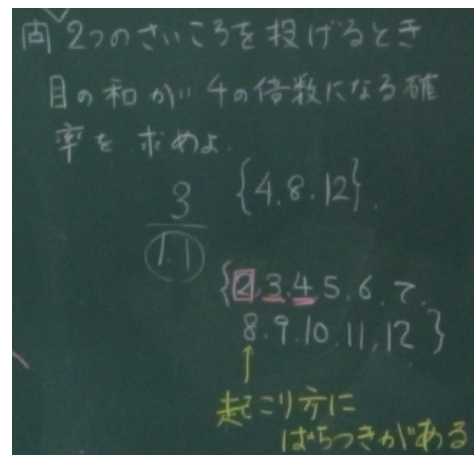 問 2つのさいころを投げるとき
目の和が4の倍数になる確
率を求めよ.
3
11
{4.8.12}.
{2.3.4.5.6.7.
8.9.10.11.12}
↑
起こり方に
ばらつきがある